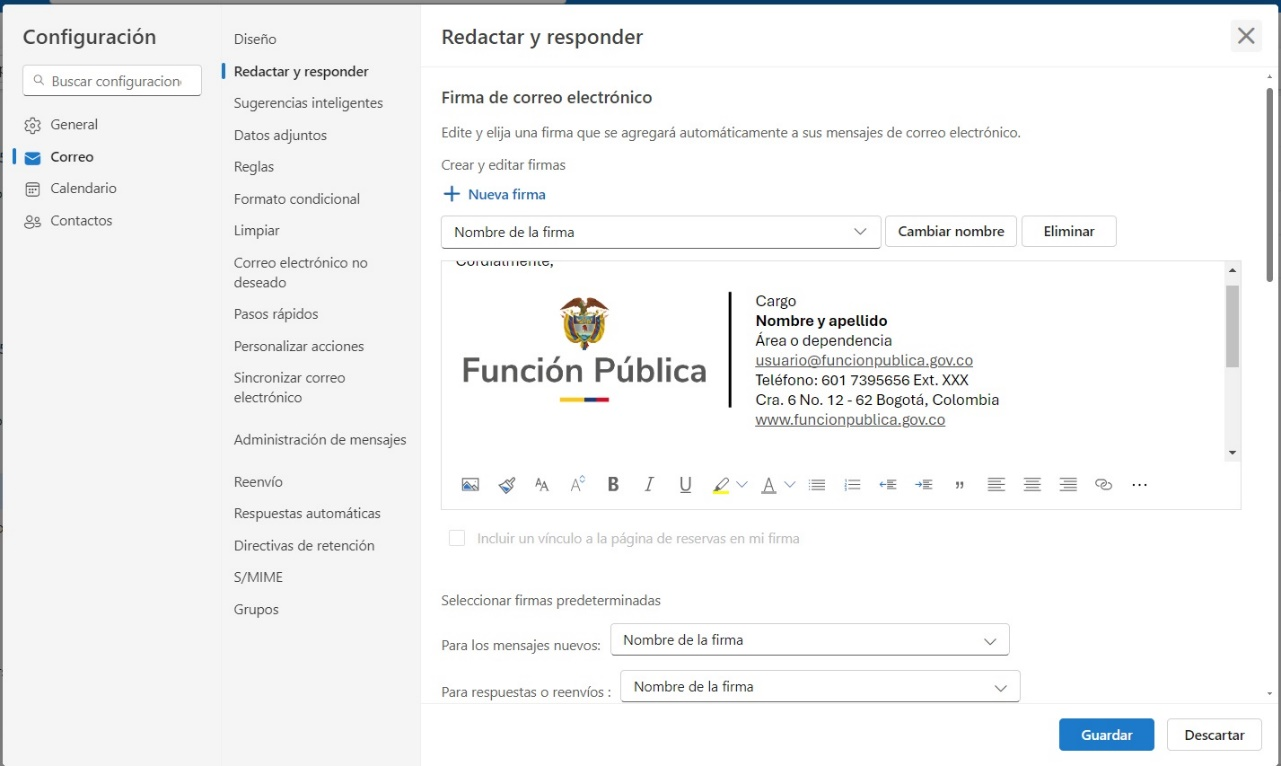 Configuración
Buscar configuracion
General
Correo
Calendario
Contactos
Diseño
Redactar y responder
Sugerencias inteligentes
Datos adjuntos
Reglas
Formato condicional
Limpiar
Correo electrónico no
deseado
Pasos rápidos
Personalizar acciones
Sincronizar correo
electrónico
Administración de mensajes
Reenvío
Respuestas automáticas
Directivas de retención
S/MIME
Grupos
Redactar y responder
Firma de correo electrónico
Edite y elija una firma que se agregará automáticamente a sus mensajes de correo electrónico.
Crear y editar firmas
Nueva firma
Nombre de la firma
Cambiar nombre
Eliminar
Cordialmente,
Función Pública
Cargo
Nombre y apellido
Área o dependencia
usuario@funcionpublica.gov.co
Teléfono: 601 7395656 Ext. XXX
Cra. 6 No. 12 - 62 Bogotá, Colombia
www.funcionpublica.gov.co
Incluir un vínculo a la página de reservas en mi firma
Seleccionar firmas predeterminadas
Para los mensajes nuevos: Nombre de la firma
Para respuestas o reenvíos : Nombre de la firma
Guardar
Descartar